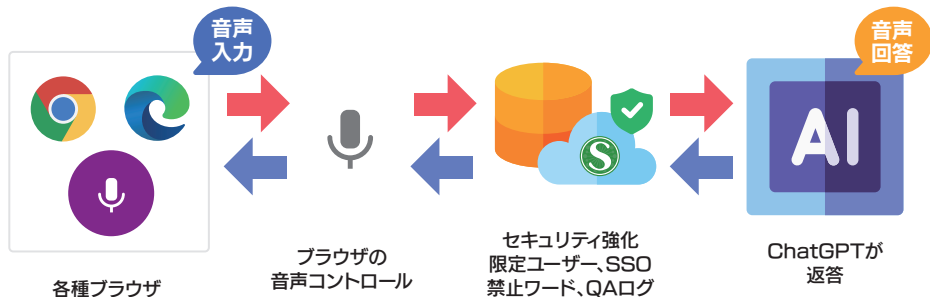 音声
入力
音声
回答
S
AI
各種ブラウザ
ブラウザの
音声コントロール
セキュリティ強化
限定ユーザー、SSO
禁止ワード、QAログ
ChatGPTが
返答